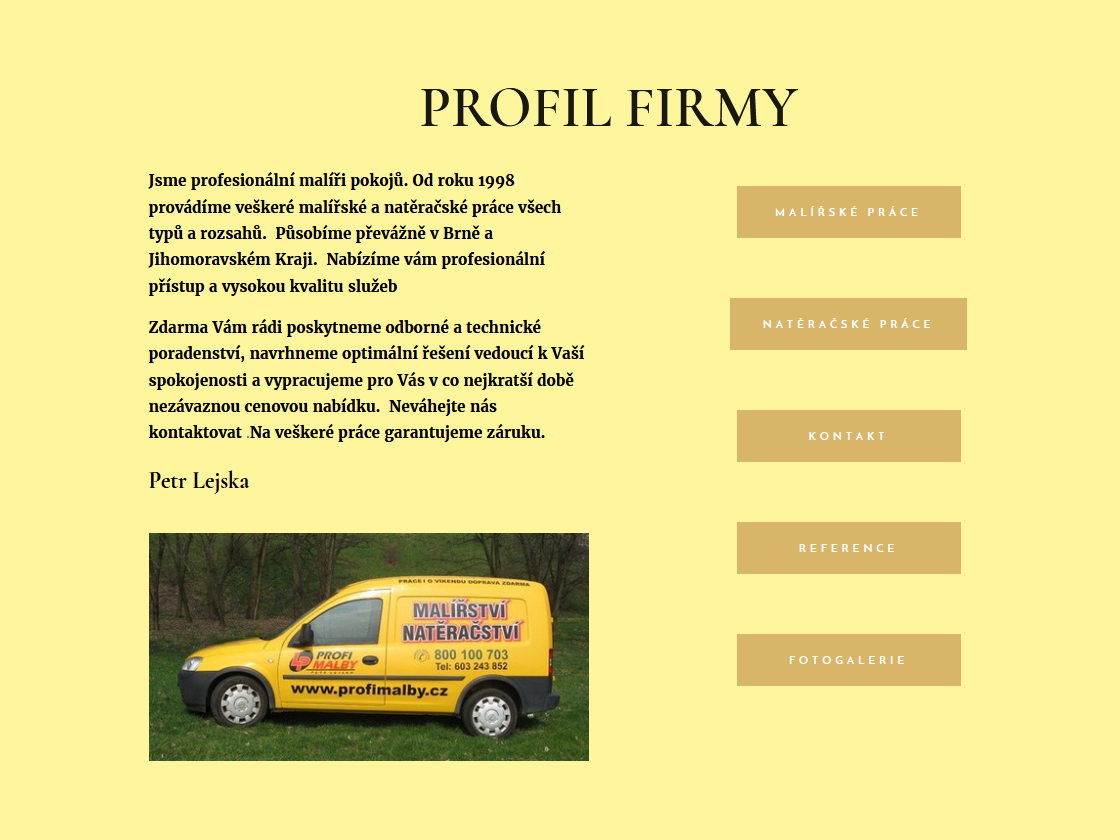 PROFIL FIRMY
Jsme profesionální malíři pokojů. Od roku 1998
provádíme veškeré malířské a natěračské práce všech
typů a rozsahů.  Působíme převážně v Brně a
Jihomoravském Kraji.  Nabízíme vám profesionální
přístup a vysokou kvalitu služeb
Zdarma Vám rádi poskytneme odborné a technické
poradenství, navrhneme optimální řešení vedoucí k Vaší
spokojenosti a vypracujeme pro Vás v co nejkratší době
nezávaznou cenovou nabídku.  Neváhejte nás
kontaktovat .Na veškeré práce garantujeme záruku.
Petr Lejska
PRÁCE I O VÍKENDU DOPRAVA ZDARMA
MALÍŘSTVÍ
NATĚRAČSTVÍ
800 100 703
Tel: 603 243 852
PROFI
MALBY
PETR LEJSKA
www.profimalby.cz
MALÍŘSKÉ PRÁCE
NATĚRAČSKÉ PRÁCE
KONTAKT
REFERENCE
FOTOGALERIE